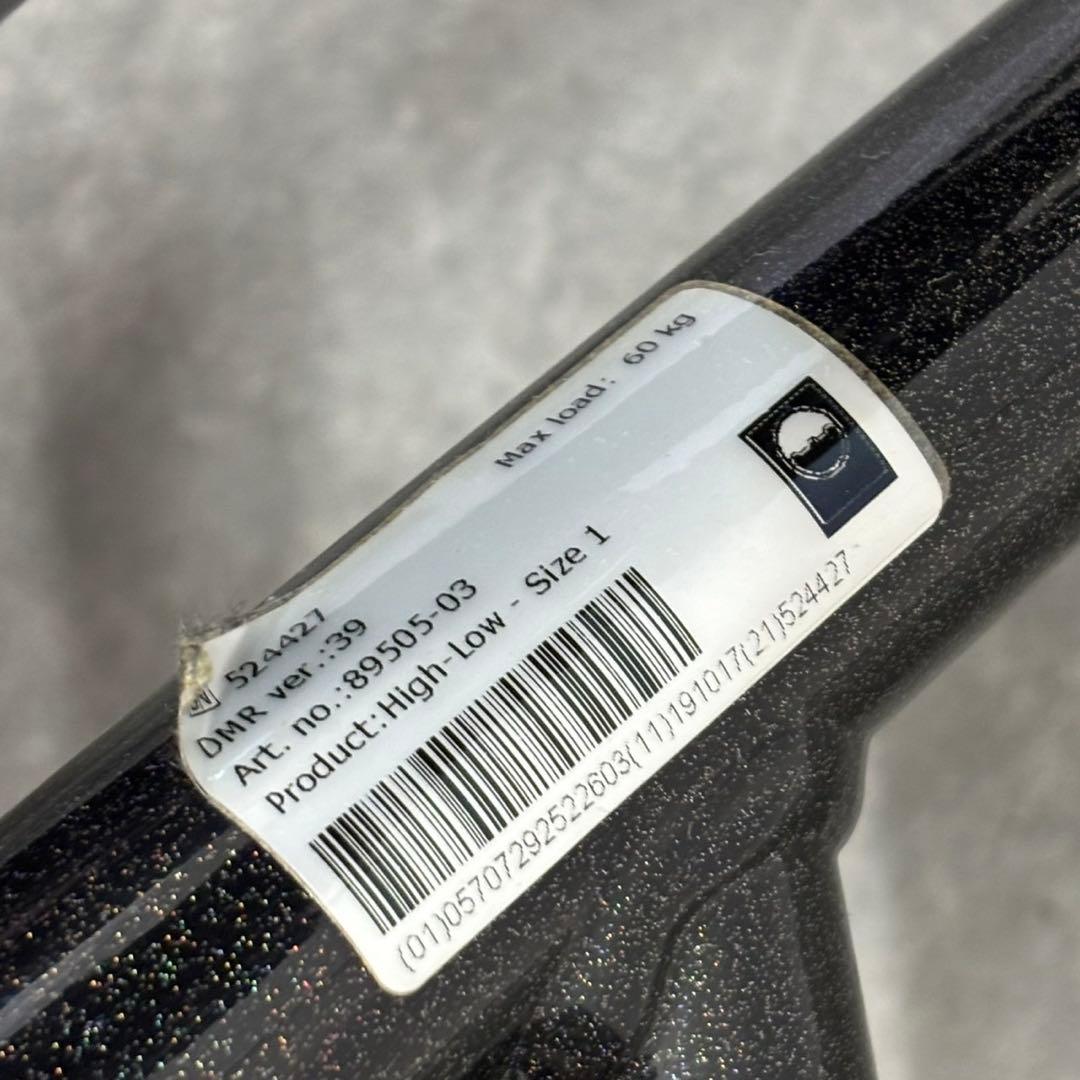 Max load: 60 kg
SN 524427
DMR ver.:39
Art. no.:89505-03
Product:High-Low - Size 1
(01)05707292522603(11)191017(21)524427